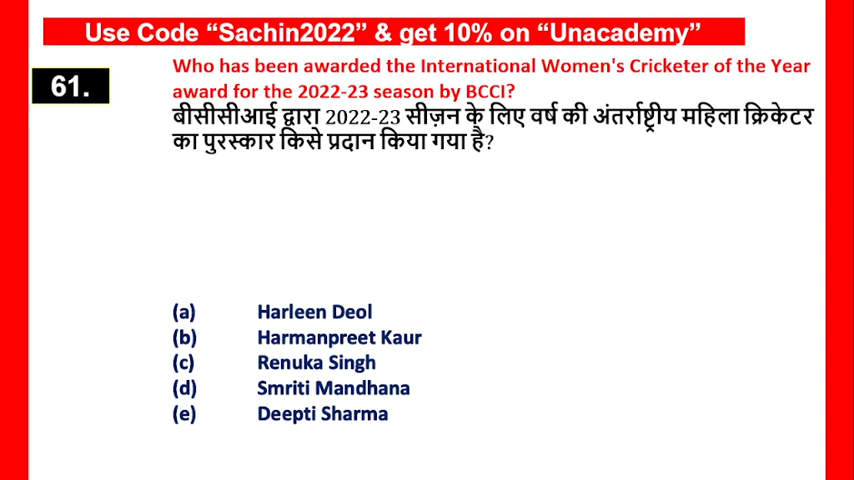 Use Code “Sachin2022” & get 10% on “Unacademy”
61.
Who has been awarded the International Women's Cricketer of the Year
award for the 2022-23 season by BCCI?
बीसीसीआई द्वारा 2022-23 सीज़न के लिए वर्ष की अंतर्राष्ट्रीय महिला क्रिकेटर
का पुरस्कार किसे प्रदान किया गया है?
(a) Harleen Deol
(b) Harmanpreet Kaur
(c) Renuka Singh
(d) Smriti Mandhana
(e) Deepti Sharma